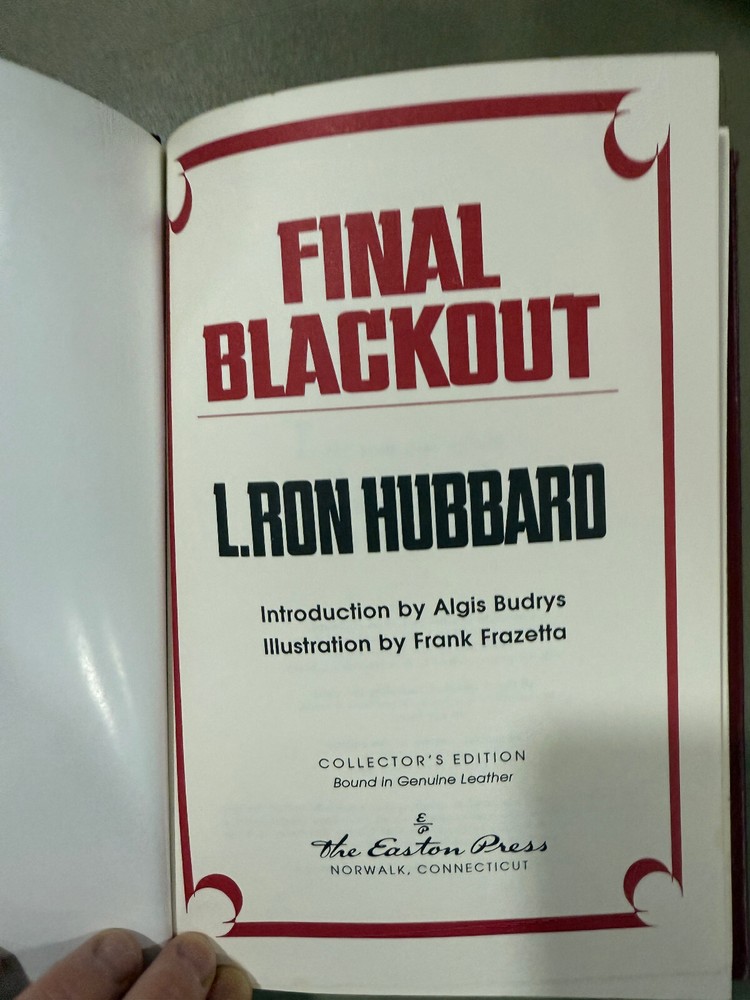 FINAL
BLACKOUT
L. RON HUBBARD
Introduction by Algis Budrys
Illustration by Frank Frazetta
COLLECTOR'S EDITION
Bound in Genuine Leather
E
P
The Easton Press
NORWALK, CONNECTICUT